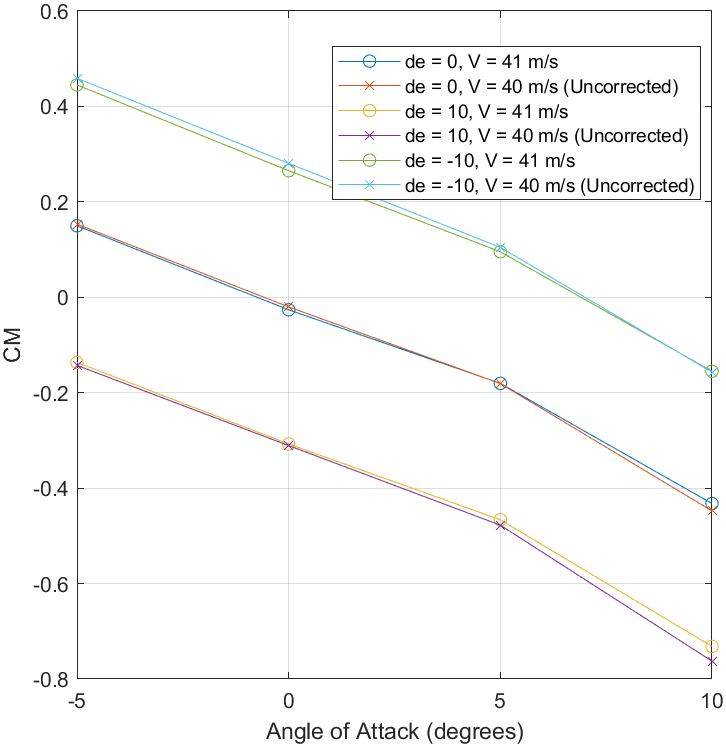 0.6
0.4
0.2
0
-0.2
-0.4
-0.6
-0.8
CM
de = 0, V = 41 m/s
de = 0, V = 40 m/s (Uncorrected)
de = 10, V = 41 m/s
de = 10, V = 40 m/s (Uncorrected)
de = -10, V = 41 m/s
de = -10, V = 40 m/s (Uncorrected)
-5 0 5 10
Angle of Attack (degrees)